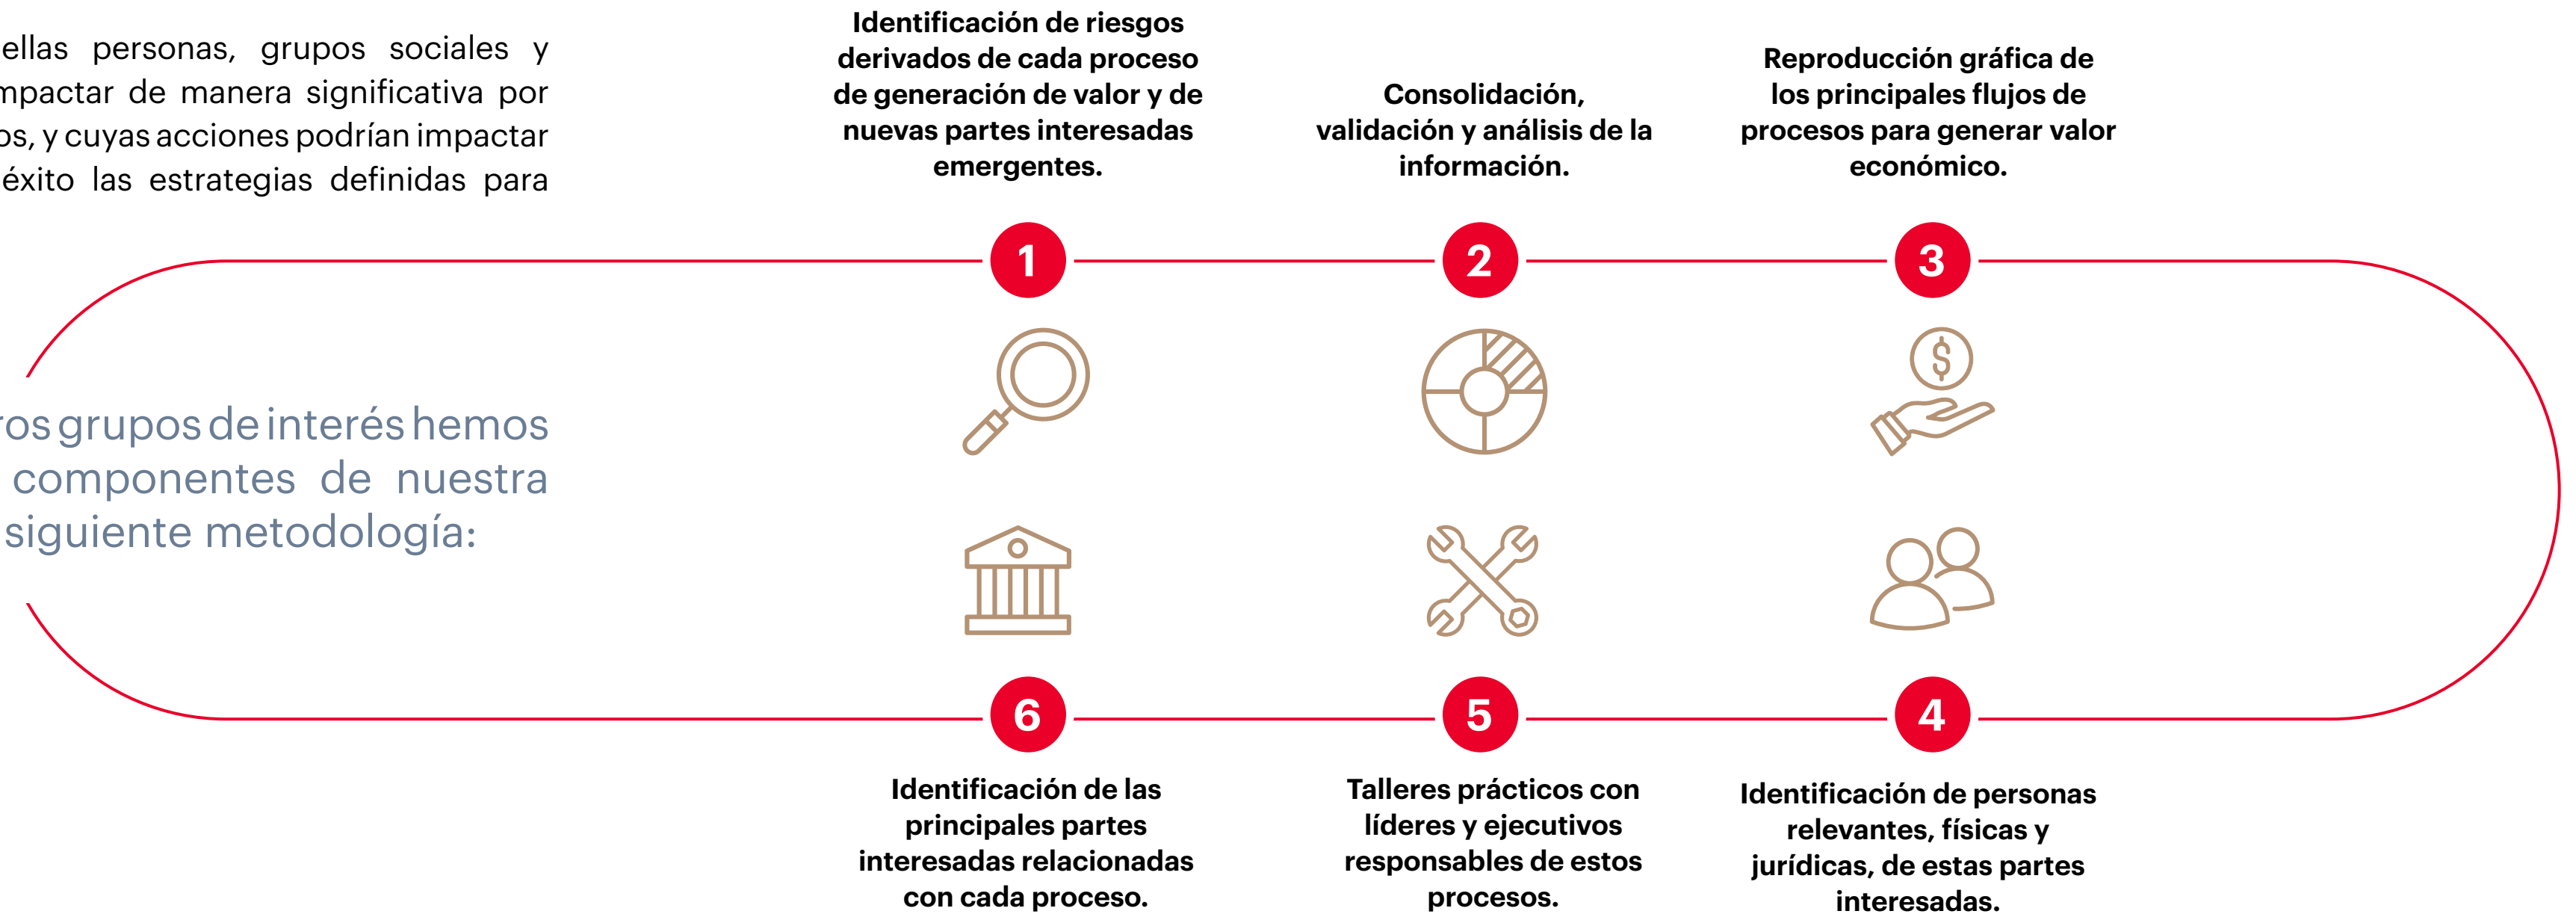 ellas personas, grupos sociales y
mpactar de manera significativa por
os, y cuyas acciones podrían impactar
éxito las estrategias definidas para
ros grupos de interés hemos
componentes de nuestra
siguiente metodología:
Identificación de riesgos
derivados de cada proceso
de generación de valor y de
nuevas partes interesadas
emergentes.
1
Consolidación,
validación y análisis de la
información.
2
Reproducción gráfica de
los principales flujos de
procesos para generar valor
económico.
3
$
4
Identificación de personas
relevantes, físicas y
jurídicas, de estas partes
interesadas.
5
Talleres prácticos con
líderes y ejecutivos
responsables de estos
procesos.
6
Identificación de las
principales partes
interesadas relacionadas
con cada proceso.